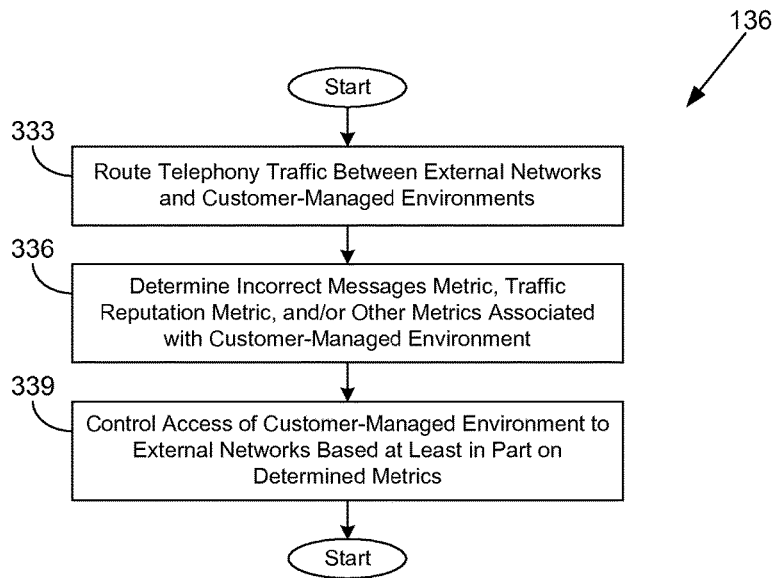 136
Start
333
Route Telephony Traffic Between External Networks
and Customer-Managed Environments
336
Determine Incorrect Messages Metric, Traffic
Reputation Metric, and/or Other Metrics Associated
with Customer-Managed Environment
339
Control Access of Customer-Managed Environment to
External Networks Based at Least in Part on
Determined Metrics
Start